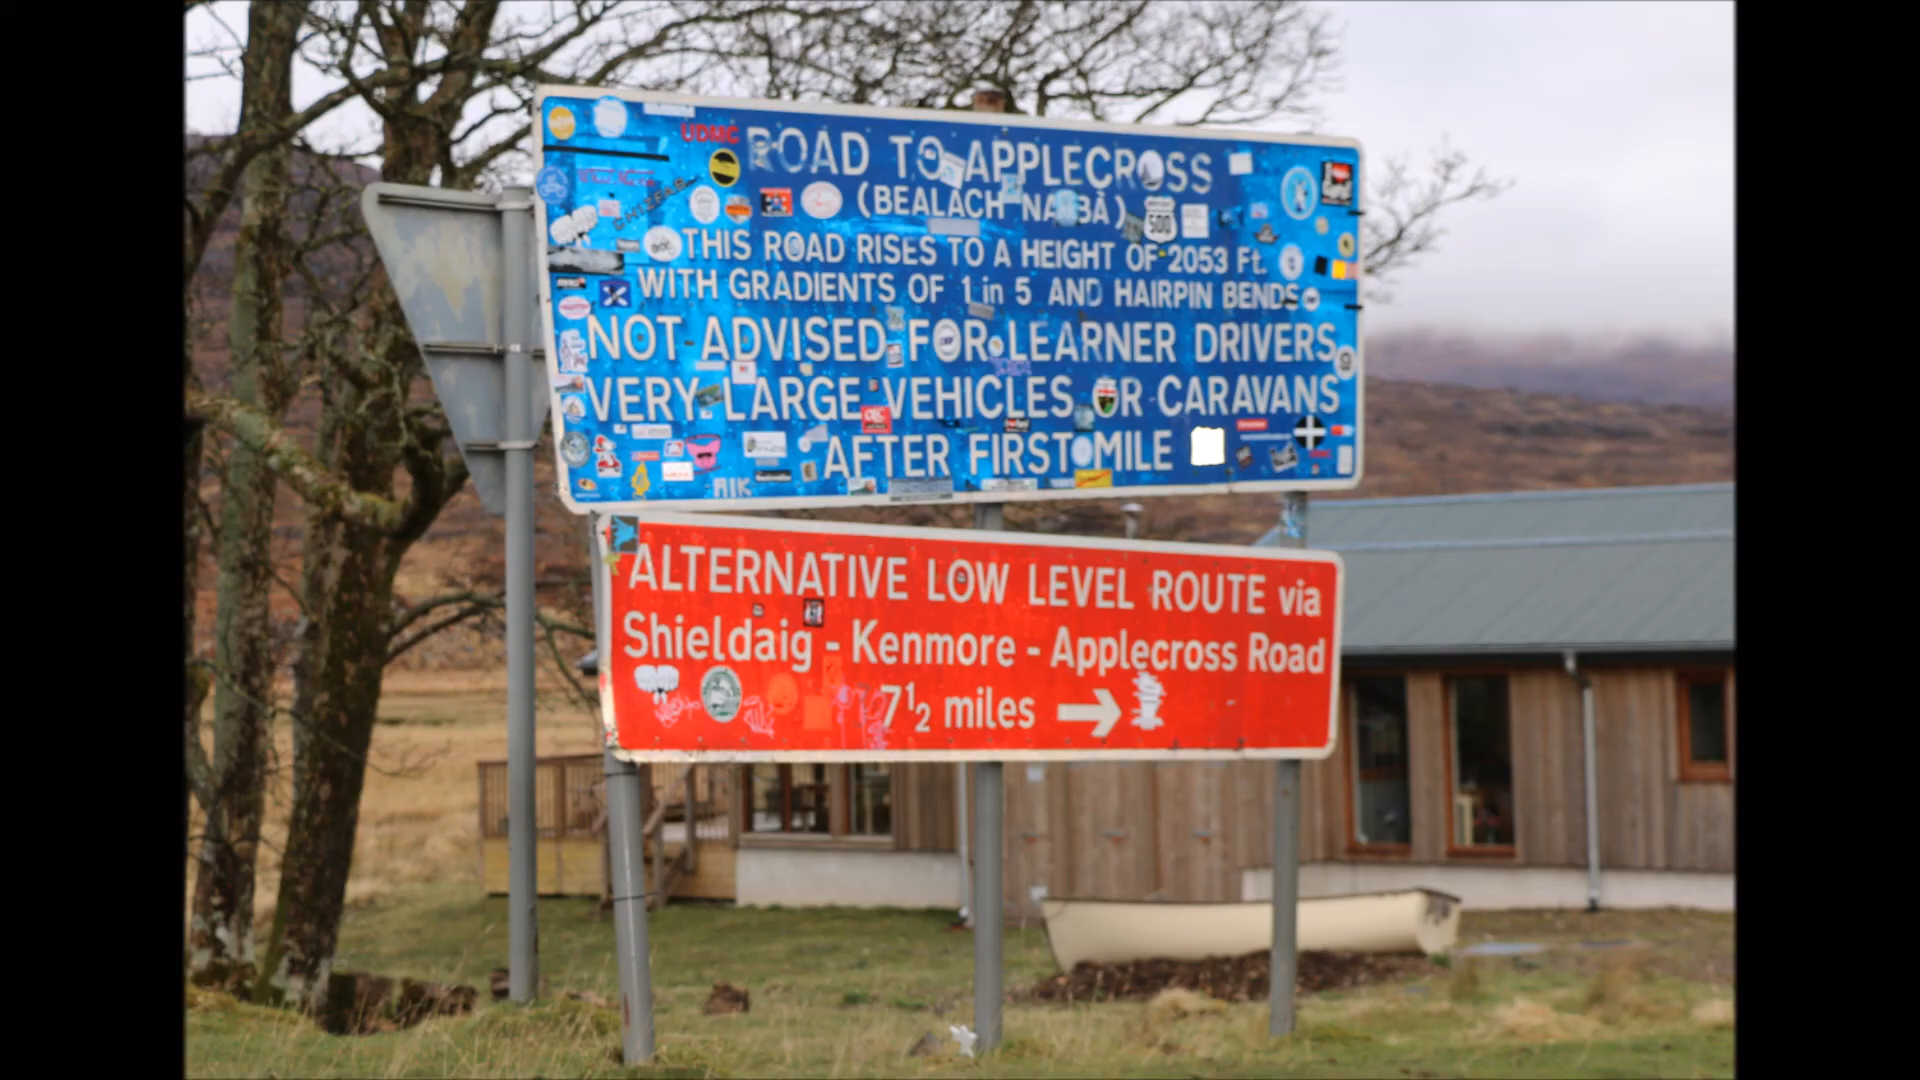 ROAD TO APPLECROSS
(BEALACH NA BÀ)
THIS ROAD RISES TO A HEIGHT OF 2053 Ft.
WITH GRADIENTS OF 1 in 5 AND HAIRPIN BENDS
NOT ADVISED FOR LEARNER DRIVERS
VERY LARGE VEHICLES OR CARAVANS
AFTER FIRST MILE
UDMC
500
ALTERNATIVE LOW LEVEL ROUTE via
Shieldaig - Kenmore - Applecross Road
7½ miles